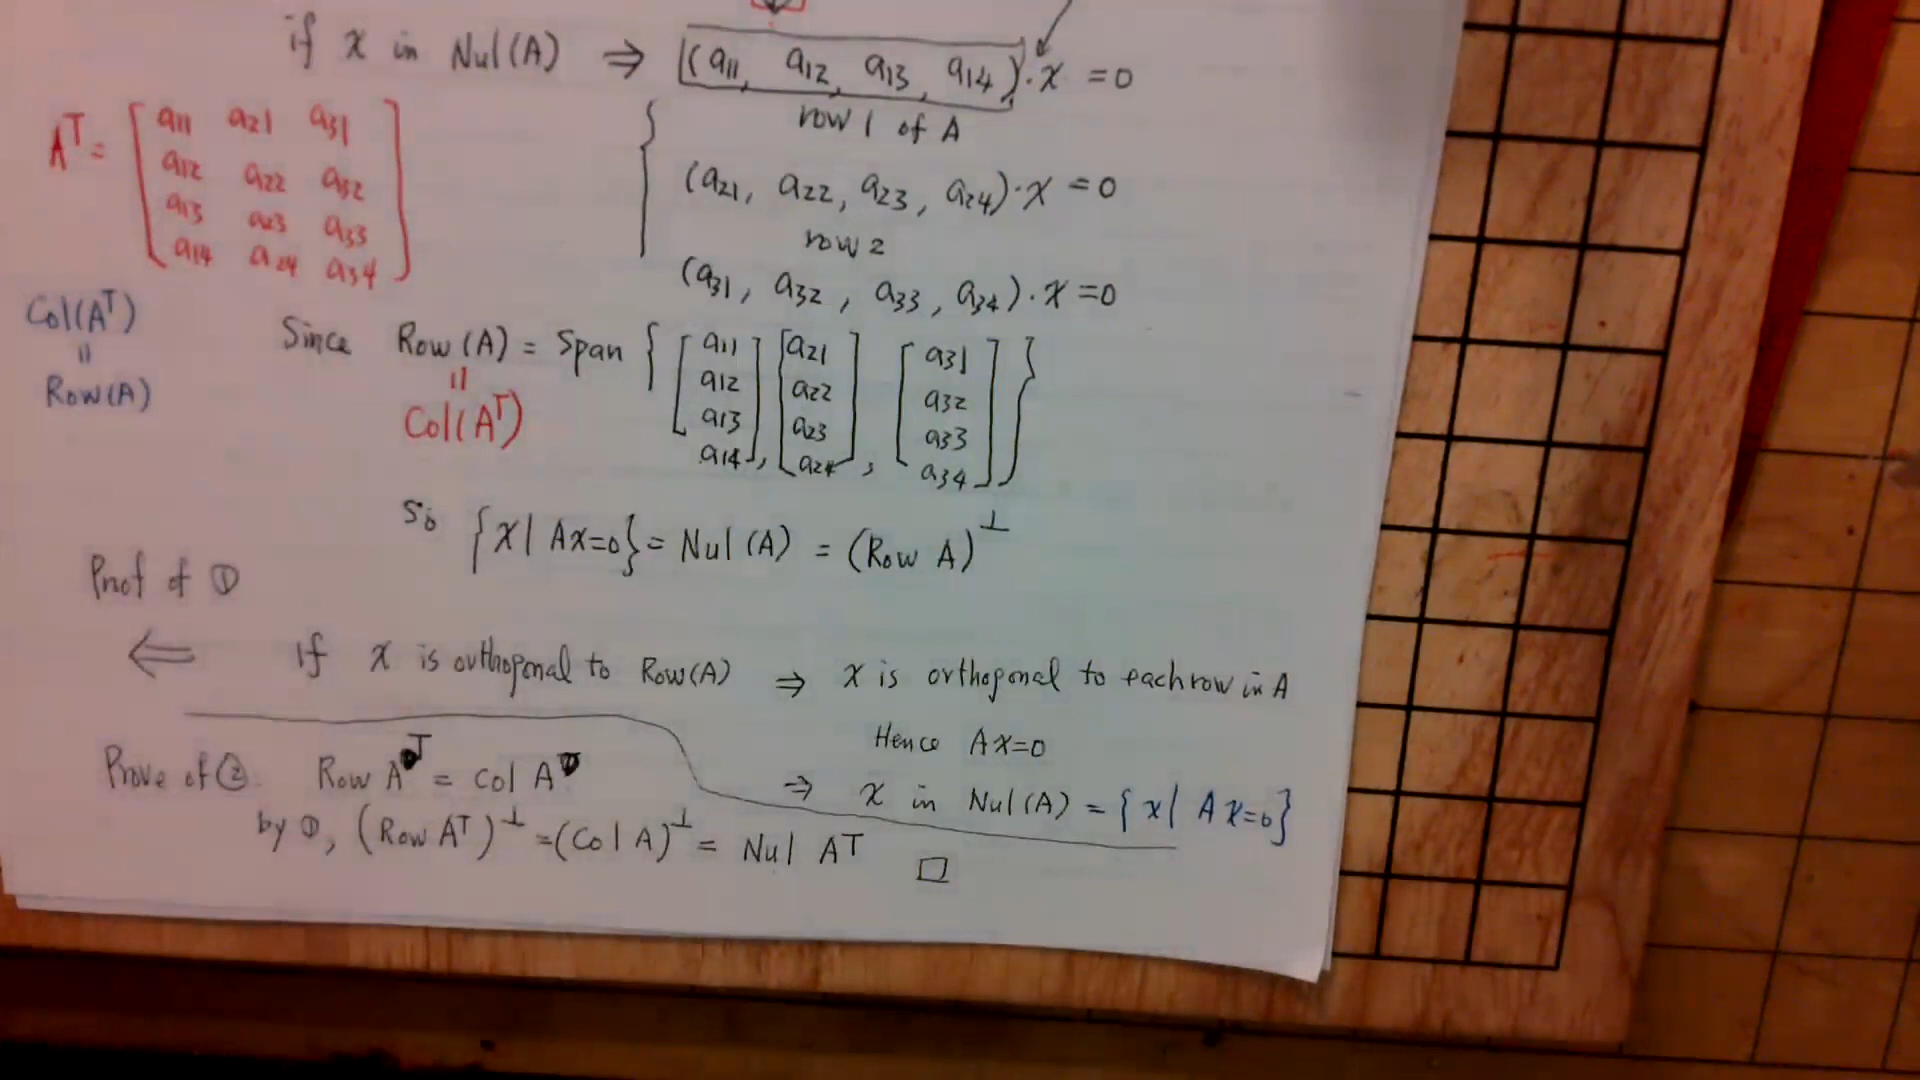 if x in Nul(A) ⇒ (a11, a12, a13, a14)·x = 0
row 1 of A
(a21, a22, a23, a24)·x = 0
row 2
(a31, a32, a33, a34)·x = 0
A^T = [ a11 a21 a31
a12 a22 a32
a13 a23 a33
a14 a24 a34 ]
Col(A^T)
=
Row(A)
Since Row(A) = Span { [a11 a12 a13 a14], [a21 a22 a23 a24], [a31 a32 a33 a34] }
=
Col(A^T)
So {x | Ax=0} = Nul(A) = (Row A)^⊥
Prof of ①
⇐ If x is orthogonal to Row(A) ⇒ x is orthogonal to each row in A
Hence Ax=0
⇒ x in Nul(A) = {x | Ax=0}
Prove of ② Row A^T = Col A
by ①, (Row A^T)^⊥ = (Col A)^⊥ = Nul A^T □